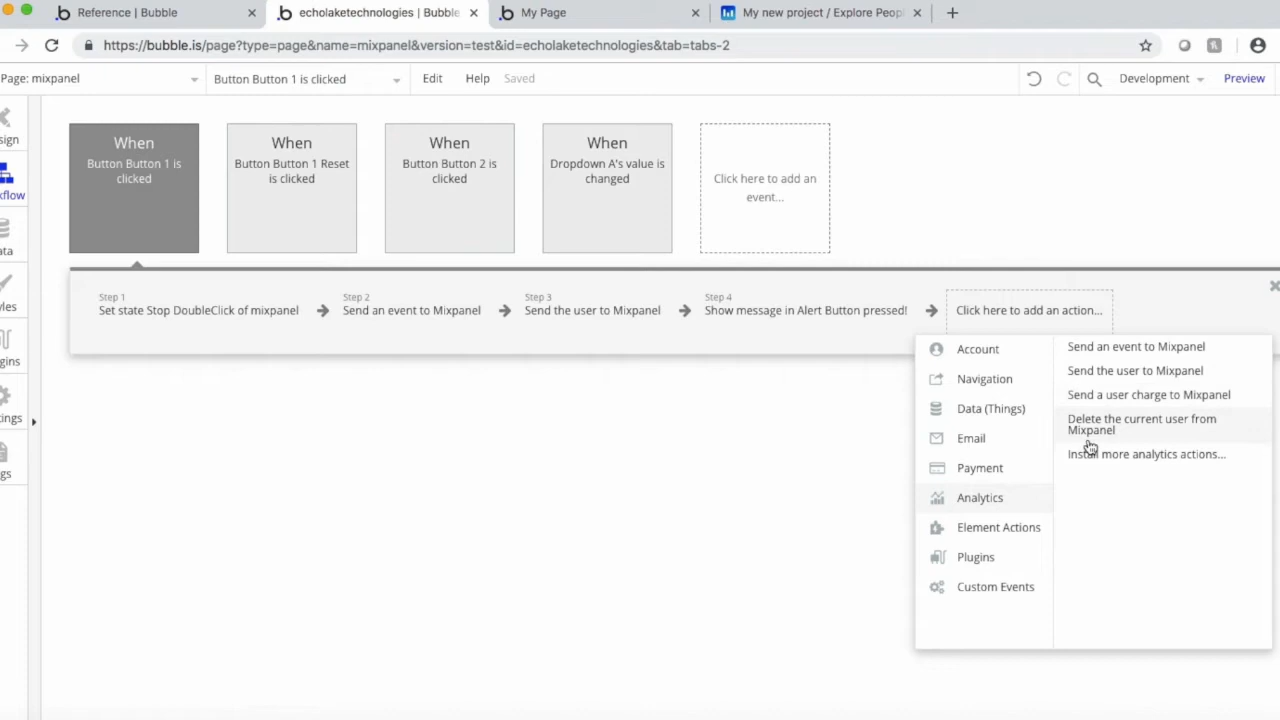 Reference | Bubble
echolaketechnologies | Bubble
My Page
My new project / Explore Peopl
https://bubble.is/page?type=page&name=mixpanel&version=test&id=echolaketechnologies&tab=tabs-2
Page: mixpanel
Button Button 1 is clicked
Edit
Help
Saved
Development
Preview
sign
kflow
ata
yles
gins
tings
gs
When
Button Button 1 is
clicked
When
Button Button 1 Reset
is clicked
When
Button Button 2 is
clicked
When
Dropdown A's value is
changed
Click here to add an
event...
Step 1
Set state Stop DoubleClick of mixpanel
Step 2
Send an event to Mixpanel
Step 3
Send the user to Mixpanel
Step 4
Show message in Alert Button pressed!
Click here to add an action...
Account
Navigation
Data (Things)
Email
Payment
Analytics
Element Actions
Plugins
Custom Events
Send an event to Mixpanel
Send the user to Mixpanel
Send a user charge to Mixpanel
Delete the current user from
Mixpanel
Install more analytics actions...